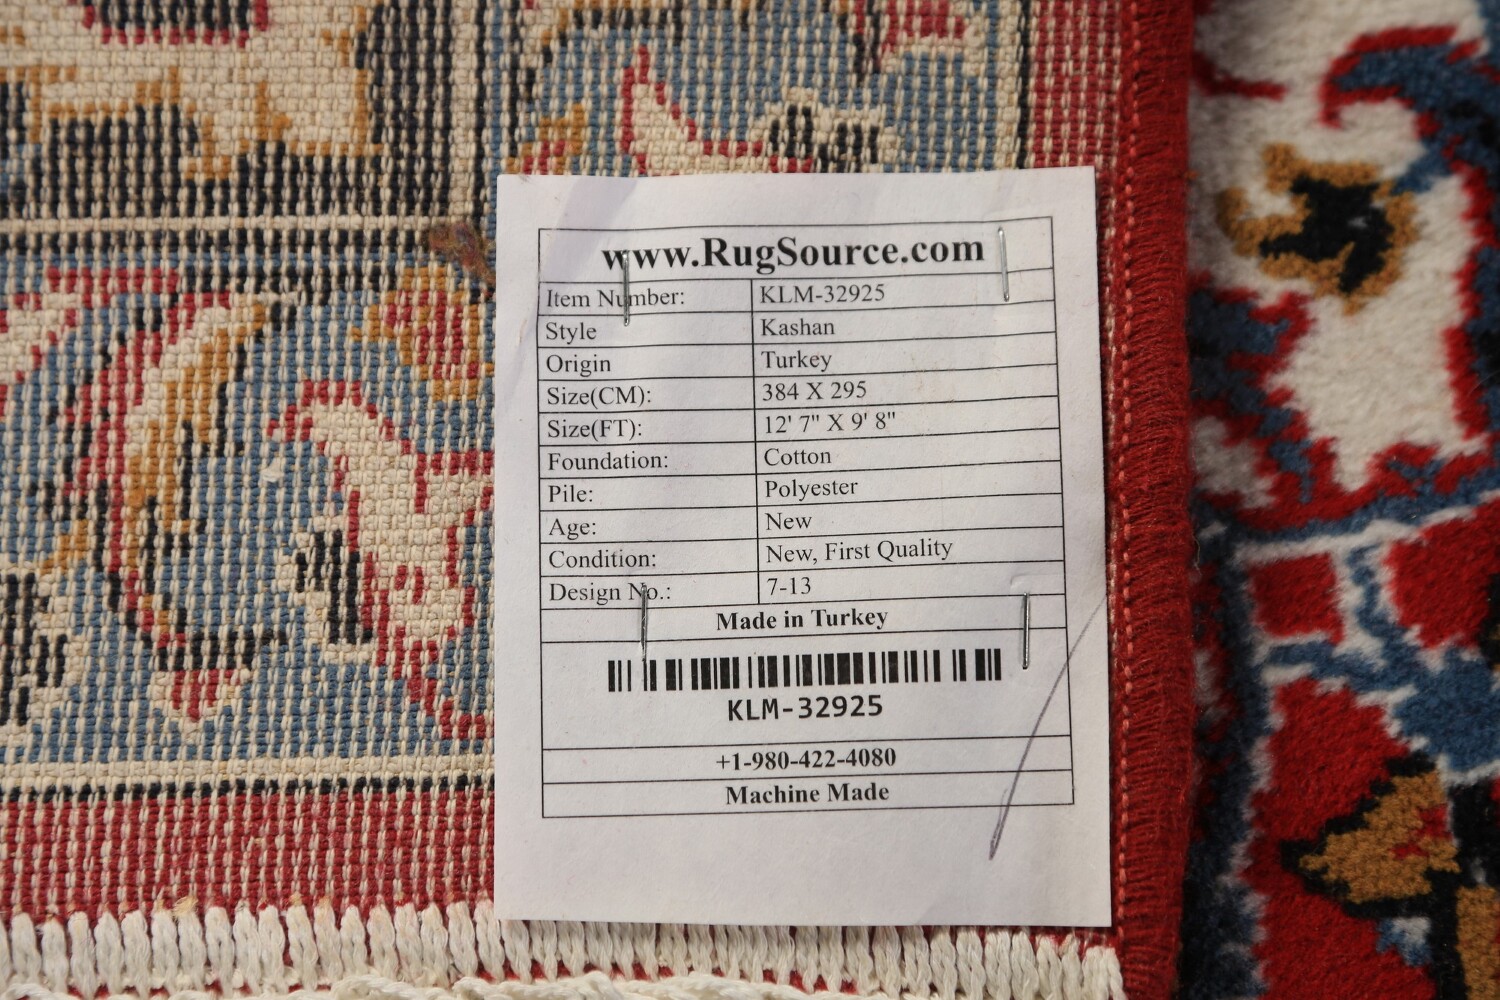 www.RugSource.com
Item Number: KLM-32925
Style Kashan
Origin Turkey
Size(CM): 384 X 295
Size(FT): 12' 7" X 9' 8"
Foundation: Cotton
Pile: Polyester
Age: New
Condition: New, First Quality
Design No.: 7-13
Made in Turkey
KLM-32925
+1-980-422-4080
Machine Made